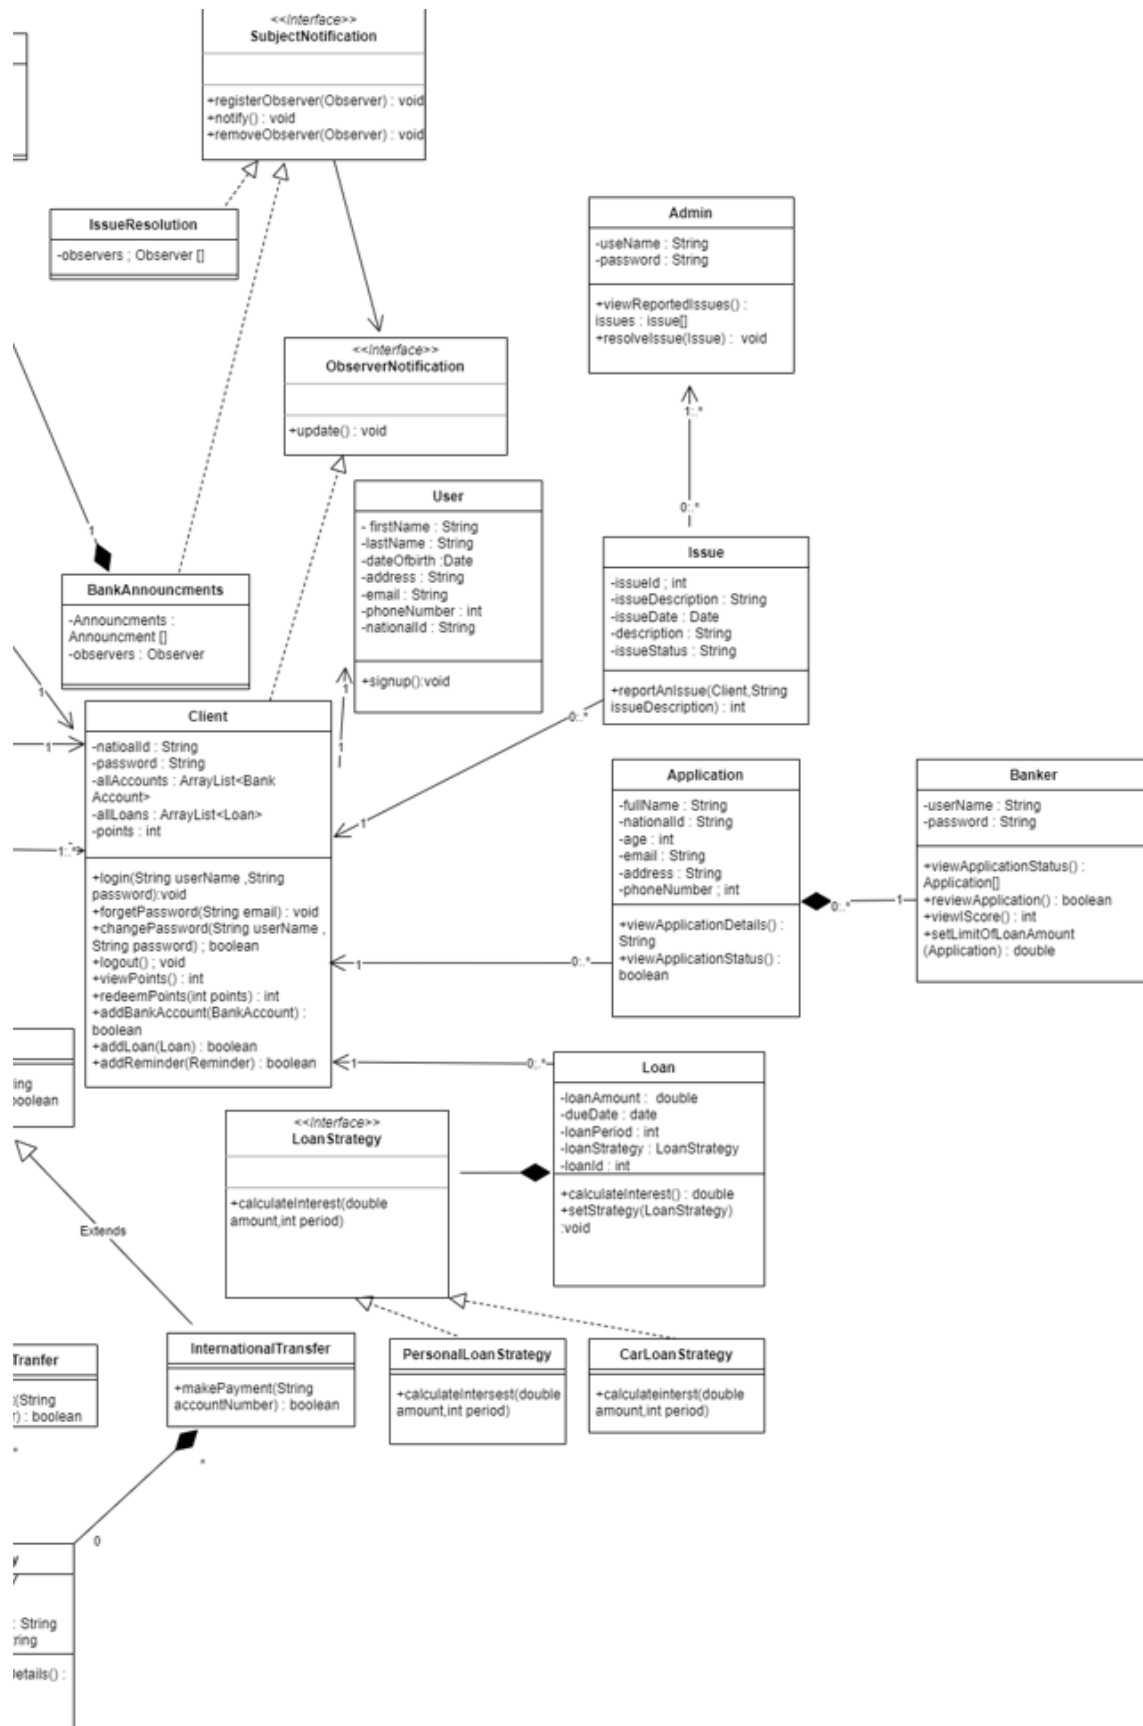 <<Interface>>
SubjectNotification
+registerObserver(Observer) : void
+notify() : void
+removeObserver(Observer) : void
IssueResolution
-observers ; Observer []
Admin
-useName : String
-password : String
+viewReportedIssues() :
issues : issue[]
+resolveIssue(Issue) : void
<<Interface>>
ObserverNotification
+update() : void
1..*
0..*
User
- firstName : String
-lastName : String
-dateOfbirth :Date
-address : String
-email : String
-phoneNumber : int
-nationalId : String
+signup():void
1
BankAnnouncments
-Announcments :
Announcment []
-observers : Observer
Issue
-issueId ; int
-issueDescription : String
-issueDate : Date
-description : String
-issueStatus : String
+reportAnIssue(Client,String
issueDescription) : int
1
1
1
0..*
1
1
1..*
Client
-natioalId : String
-password : String
-allAccounts : ArrayList<Bank
Account>
-allLoans : ArrayList<Loan>
-points : int
+login(String userName ,String
password):void
+forgetPassword(String email) : void
+changePassword(String userName ,
String password) ; boolean
+logout() ; void
+viewPoints() : int
+redeemPoints(int points) : int
+addBankAccount(BankAccount) :
boolean
+addLoan(Loan) : boolean
+addReminder(Reminder) : boolean
Application
-fullName : String
-nationalId : String
-age : int
-email : String
-address : String
-phoneNumber ; int
+viewApplicationDetails() :
String
+viewApplicationStatus() :
boolean
0..*
1
Banker
-userName : String
-password : String
+viewApplicationStatus() :
Application[]
+reviewApplication() : boolean
+viewIScore() : int
+setLimitOfLoanAmount
(Application) : double
1
0..*
1
0;.*
ing
boolean
Loan
-loanAmount : double
-dueDate : date
-loanPeriod : int
-loanStrategy : LoanStrategy
-loanId : int
+calculateInterest() : double
+setStrategy(LoanStrategy)
:void
<<Interface>>
LoanStrategy
+calculateInterest(double
amount,int period)
Extends
Tranfer
(String
r) : boolean
*
InternationalTransfer
+makePayment(String
accountNumber) : boolean
PersonalLoanStrategy
+calculateIntersest(double
amount,int period)
CarLoanStrategy
+calculateinterst(double
amount,int period)
*
0
y
: String
tring
Details() :